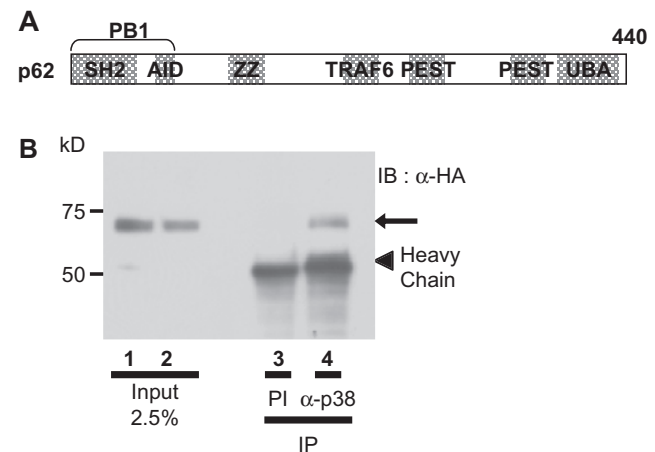 A
PB1
440
p62 SH2 AID ZZ TRAF6 PEST PEST UBA
B
kD
IB : α-HA
75
50
Heavy
Chain
1 2 3 4
Input
2.5%
PI α-p38
IP